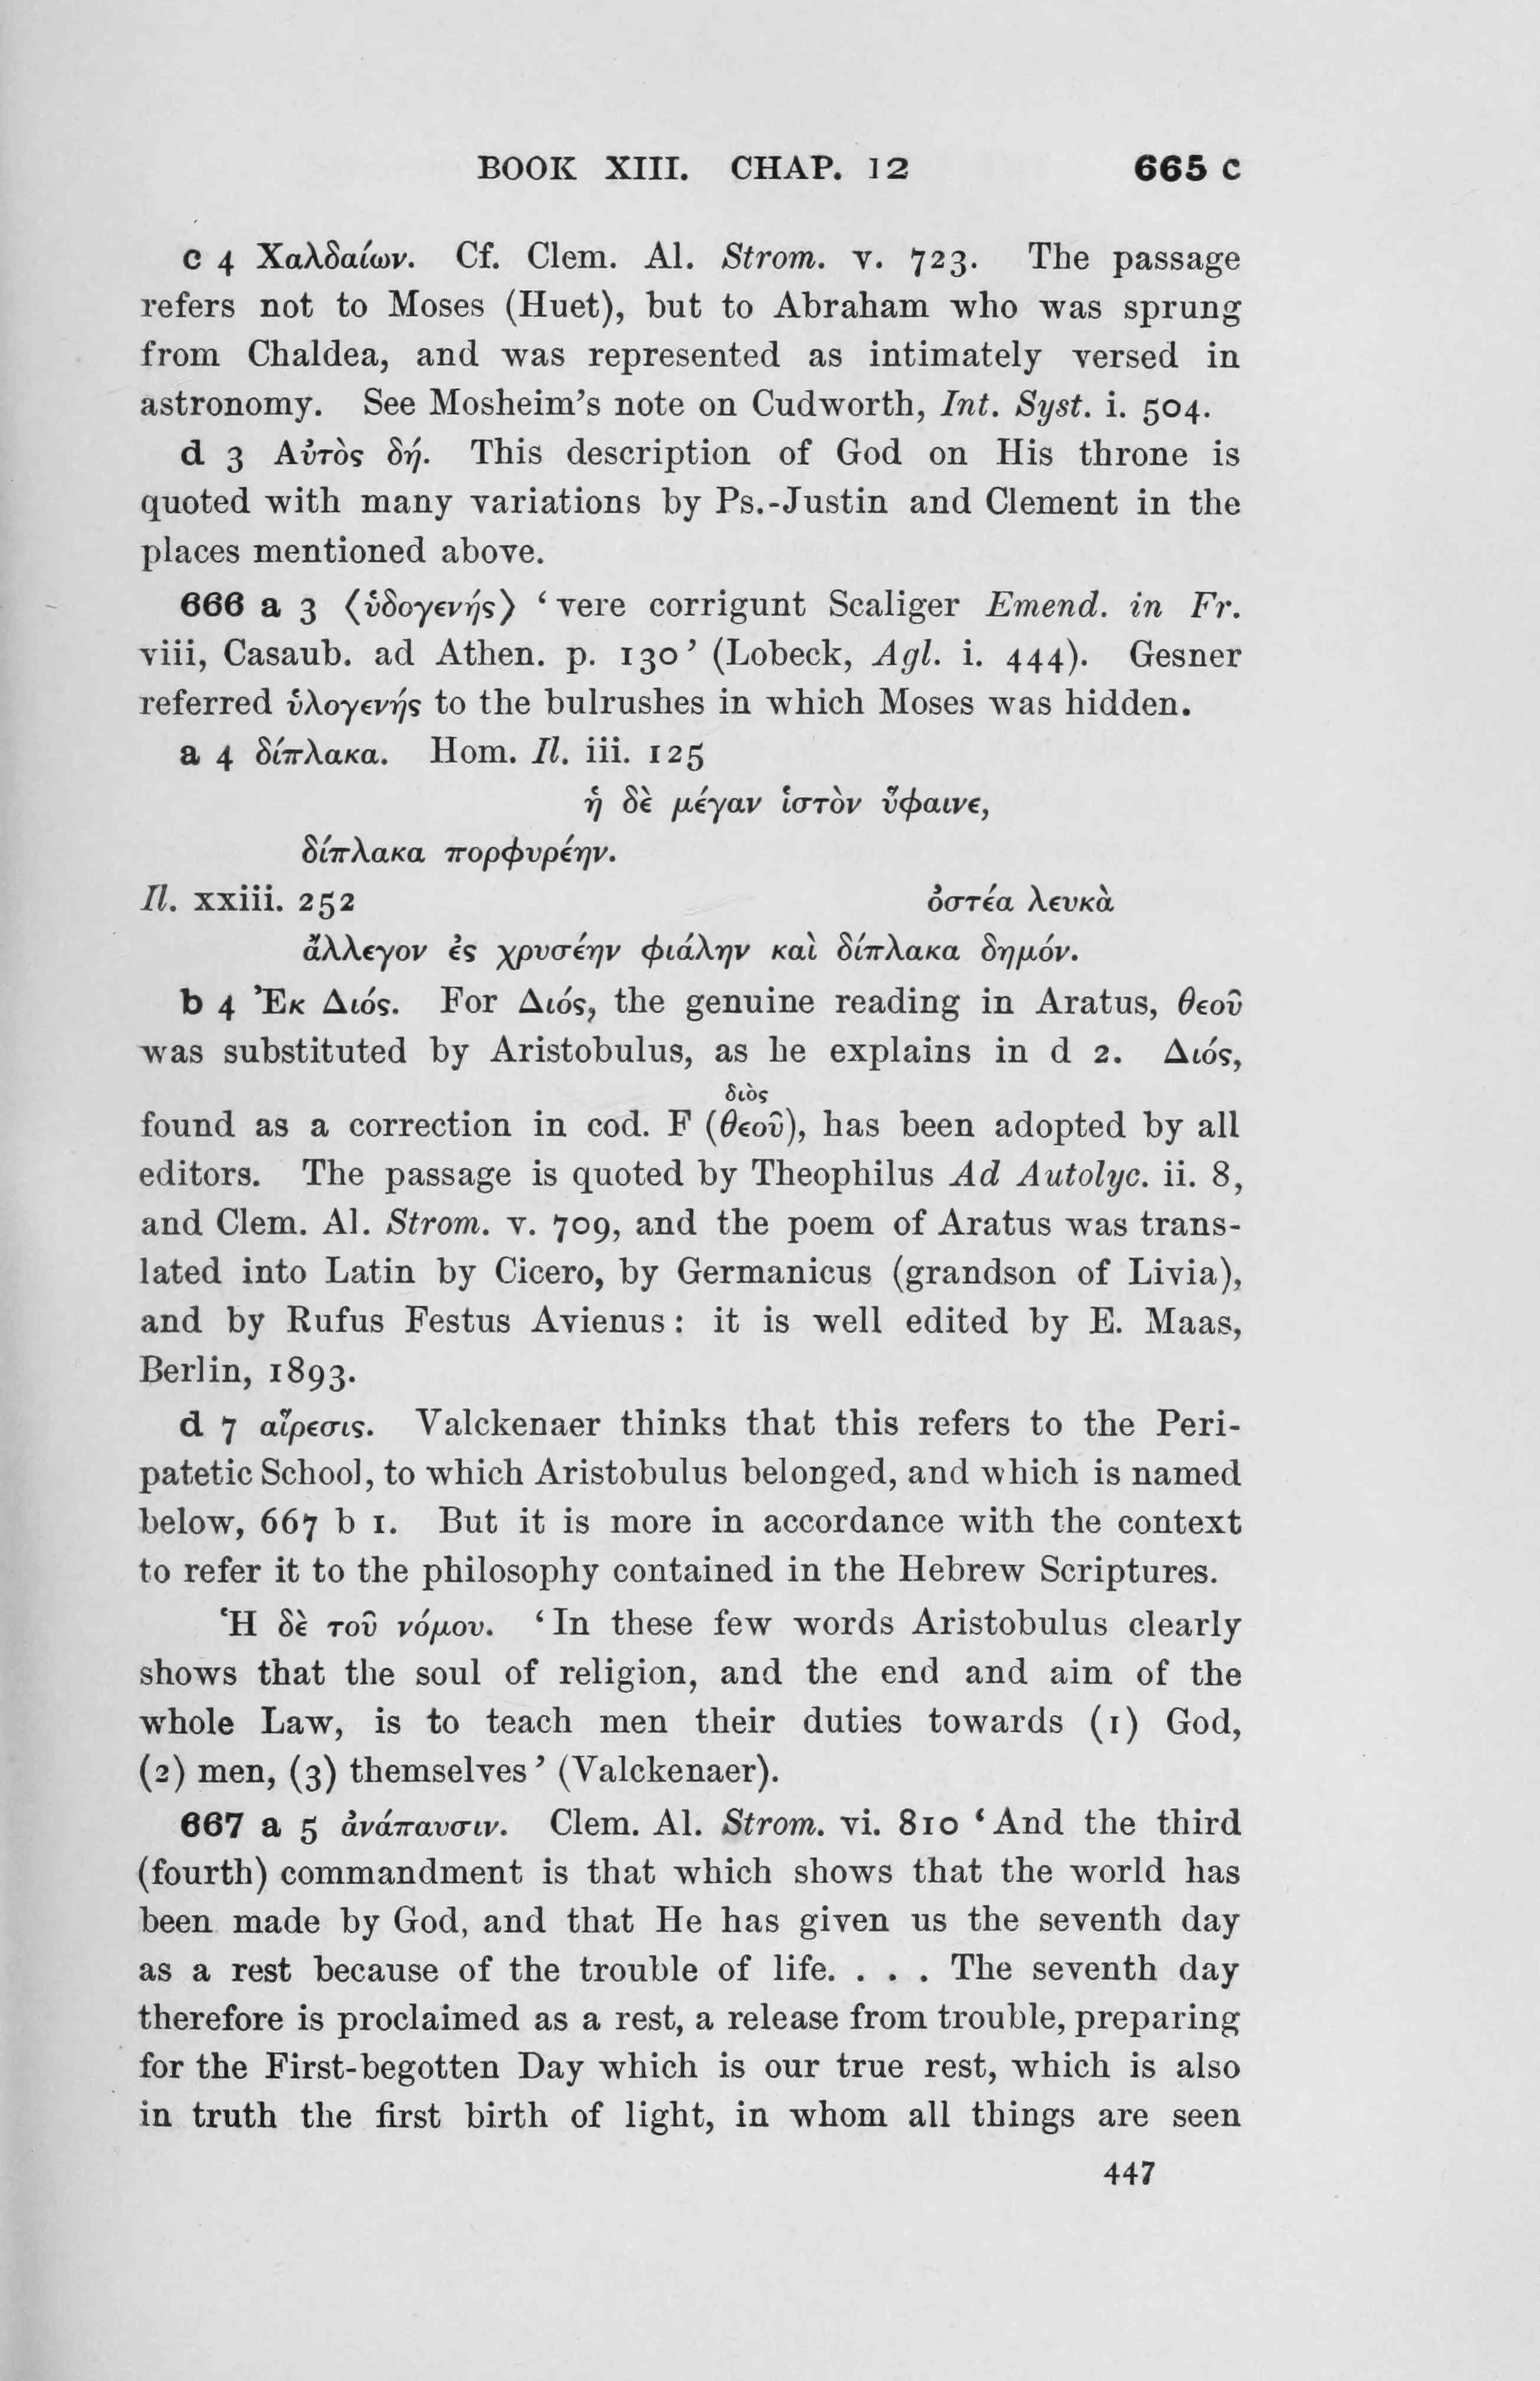 BOOK XIII. CHAP. 12 665 c
c 4 Χαλδαίων. Cf. Clem. Al. Strom. v. 723. The passage
refers not to Moses (Huet), but to Abraham who was sprung
from Chaldea, and was represented as intimately versed in
astronomy. See Mosheim's note on Cudworth, Int. Syst. i. 504.
d 3 Αὐτὸς δή. This description of God on His throne is
quoted with many variations by Ps.-Justin and Clement in the
places mentioned above.
666 a 3 ⟨ὑδογενής⟩ ‘vere corrigunt Scaliger Emend. in Fr.
viii, Casaub. ad Athen. p. 130’ (Lobeck, Agl. i. 444). Gesner
referred ὑλογενής to the bulrushes in which Moses was hidden.
a 4 δίπλακα. Hom. Il. iii. 125
ἡ δὲ μέγαν ἱστὸν ὕφαινε,
δίπλακα πορφυρέην.
Il. xxiii. 252 ὀστέα λευκὰ
ἄλλεγον ἐς χρυσέην φιάλην καὶ δίπλακα δημόν.
b 4 Ἐκ Διός. For Διός, the genuine reading in Aratus, θεοῦ
was substituted by Aristobulus, as he explains in d 2. Διός,
διὸς
found as a correction in cod. F (θεοῦ), has been adopted by all
editors. The passage is quoted by Theophilus Ad Autolyc. ii. 8,
and Clem. Al. Strom. v. 709, and the poem of Aratus was trans-
lated into Latin by Cicero, by Germanicus (grandson of Livia),
and by Rufus Festus Avienus: it is well edited by E. Maas,
Berlin, 1893.
d 7 αἵρεσις. Valckenaer thinks that this refers to the Peri-
patetic School, to which Aristobulus belonged, and which is named
below, 667 b 1. But it is more in accordance with the context
to refer it to the philosophy contained in the Hebrew Scriptures.
Ἡ δὲ τοῦ νόμου. ‘In these few words Aristobulus clearly
shows that the soul of religion, and the end and aim of the
whole Law, is to teach men their duties towards (1) God,
(2) men, (3) themselves’ (Valckenaer).
667 a 5 ἀνάπαυσιν. Clem. Al. Strom. vi. 810 ‘And the third
(fourth) commandment is that which shows that the world has
been made by God, and that He has given us the seventh day
as a rest because of the trouble of life. . . . The seventh day
therefore is proclaimed as a rest, a release from trouble, preparing
for the First-begotten Day which is our true rest, which is also
in truth the first birth of light, in whom all things are seen
447